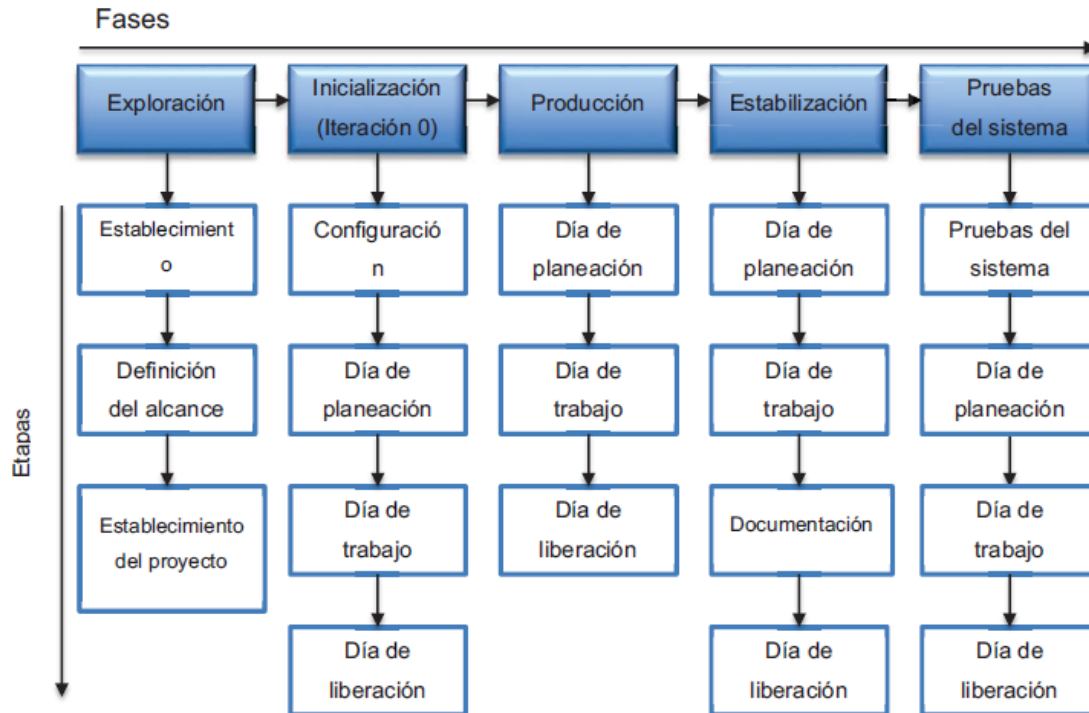 Fases
Exploración
Inicialización
(Iteración 0)
Producción
Estabilización
Pruebas
del sistema
Etapas
Establecimient
o
Configuració
n
Día de
planeación
Día de
planeación
Pruebas del
sistema
Definición
del alcance
Día de
planeación
Día de
trabajo
Día de
trabajo
Día de
planeación
Establecimiento
del proyecto
Día de
trabajo
Día de
liberación
Documentación
Día de
trabajo
Día de
liberación
Día de
liberación
Día de
liberación